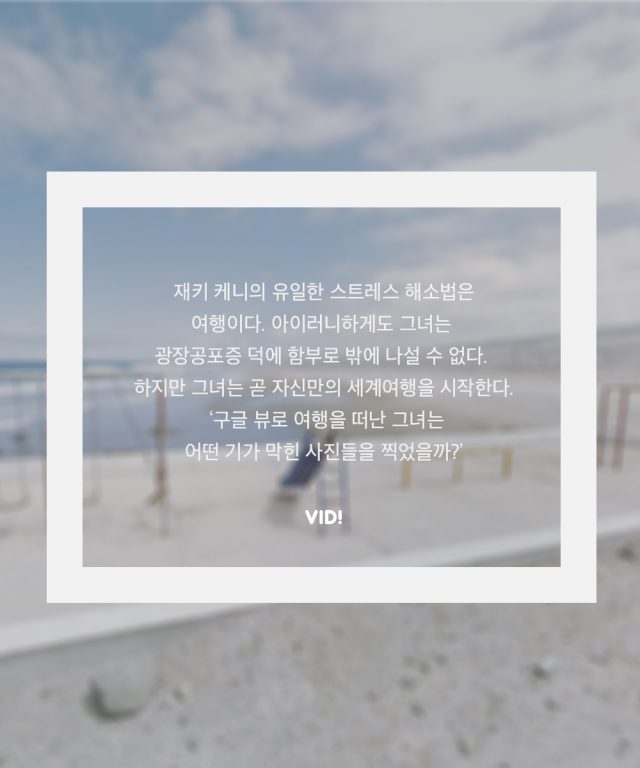 재키 케니의 유일한 스트레스 해소법은
여행이다. 아이러니하게도 그녀는
광장공포증 덕에 함부로 밖에 나설 수 없다.
하지만 그녀는 곧 자신만의 세계여행을 시작한다.
‘구글 뷰로 여행을 떠난 그녀는
어떤 기가 막힌 사진들을 찍었을까?’
VID!